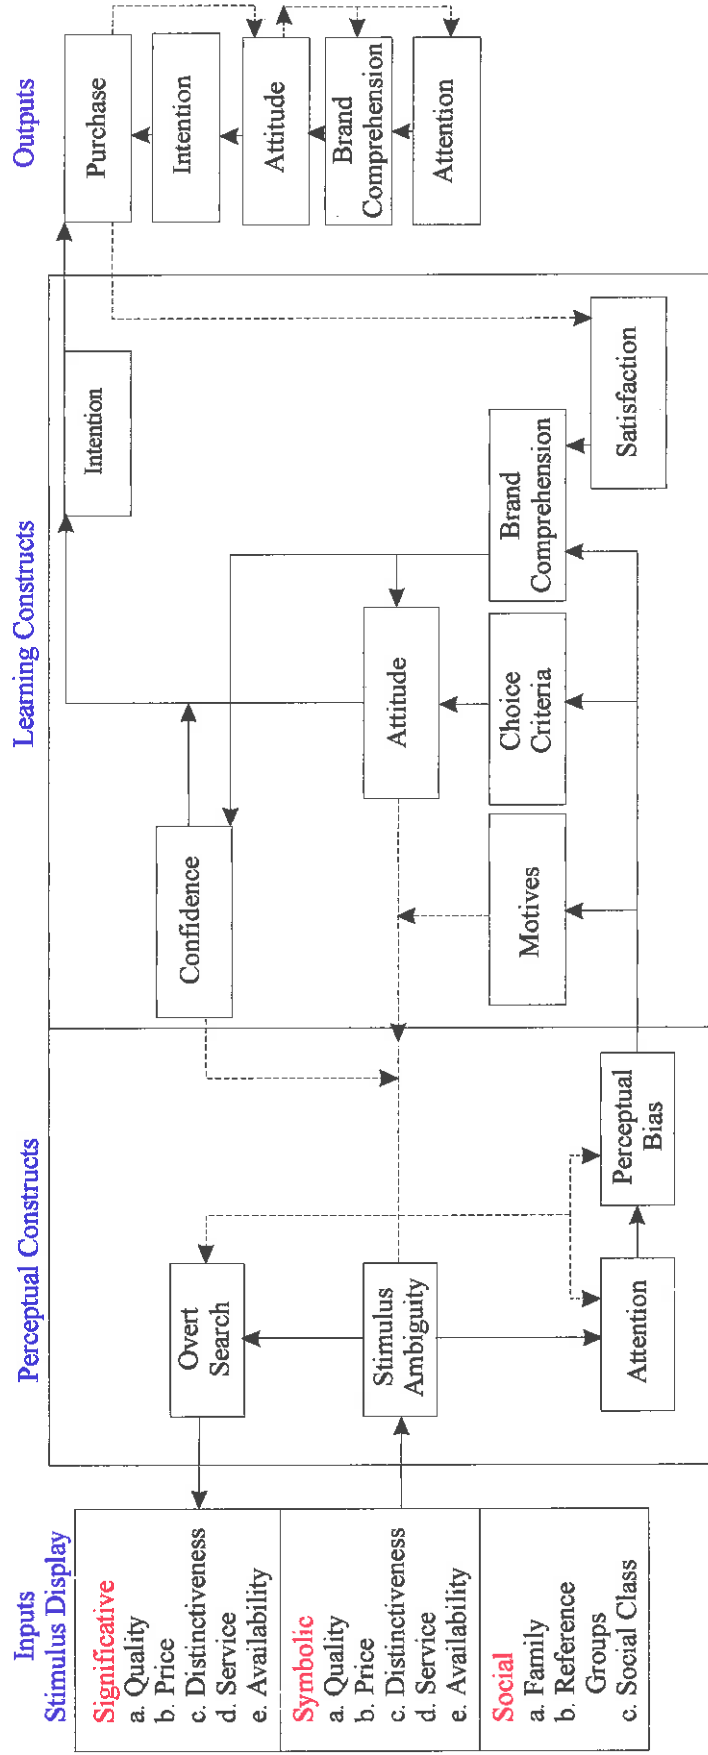 Inputs
Stimulus Display
Significative
a. Quality
b. Price
c. Distinctiveness
d. Service
e. Availability
Symbolic
a. Quality
b. Price
c. Distinctiveness
d. Service
e. Availability
Social
a. Family
b. Reference
Groups
c. Social Class
Perceptual Constructs
Overt
Search
Stimulus
Ambiguity
Attention
Perceptual
Bias
Learning Constructs
Confidence
Intention
Attitude
Motives
Choice
Criteria
Brand
Comprehension
Satisfaction
Outputs
Purchase
Intention
Attitude
Brand
Comprehension
Attention